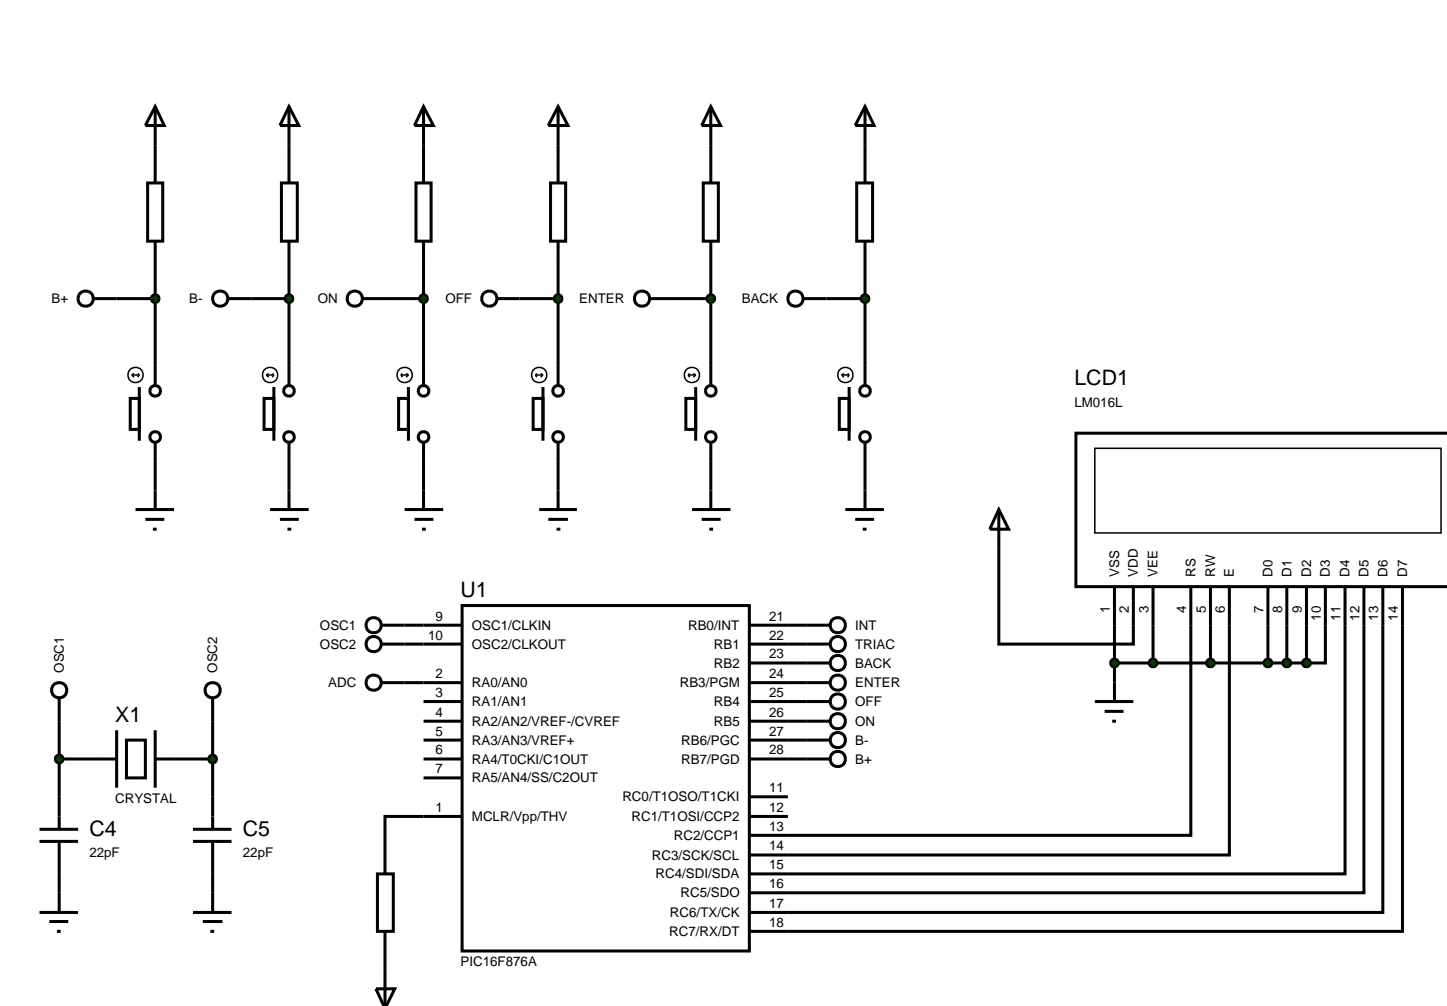 B+
B-
ON
OFF
ENTER
BACK
LCD1
LM016L
VSS
VDD
VEE
RS
RW
E
D0
D1
D2
D3
D4
D5
D6
D7
1
2
3
4
5
6
7
8
9
10
11
12
13
14
U1
OSC1
9
OSC1/CLKIN
OSC2
10
OSC2/CLKOUT
ADC
2
RA0/AN0
3
RA1/AN1
4
RA2/AN2/VREF-/CVREF
5
RA3/AN3/VREF+
6
RA4/T0CKI/C1OUT
7
RA5/AN4/SS/C2OUT
1
MCLR/Vpp/THV
RB0/INT
21
INT
RB1
22
TRIAC
RB2
23
BACK
RB3/PGM
24
ENTER
RB4
25
OFF
RB5
26
ON
RB6/PGC
27
B-
RB7/PGD
28
B+
RC0/T1OSO/T1CKI
11
RC1/T1OSI/CCP2
12
RC2/CCP1
13
RC3/SCK/SCL
14
RC4/SDI/SDA
15
RC5/SDO
16
RC6/TX/CK
17
RC7/RX/DT
18
PIC16F876A
OSC1
OSC2
X1
CRYSTAL
C4
22pF
C5
22pF